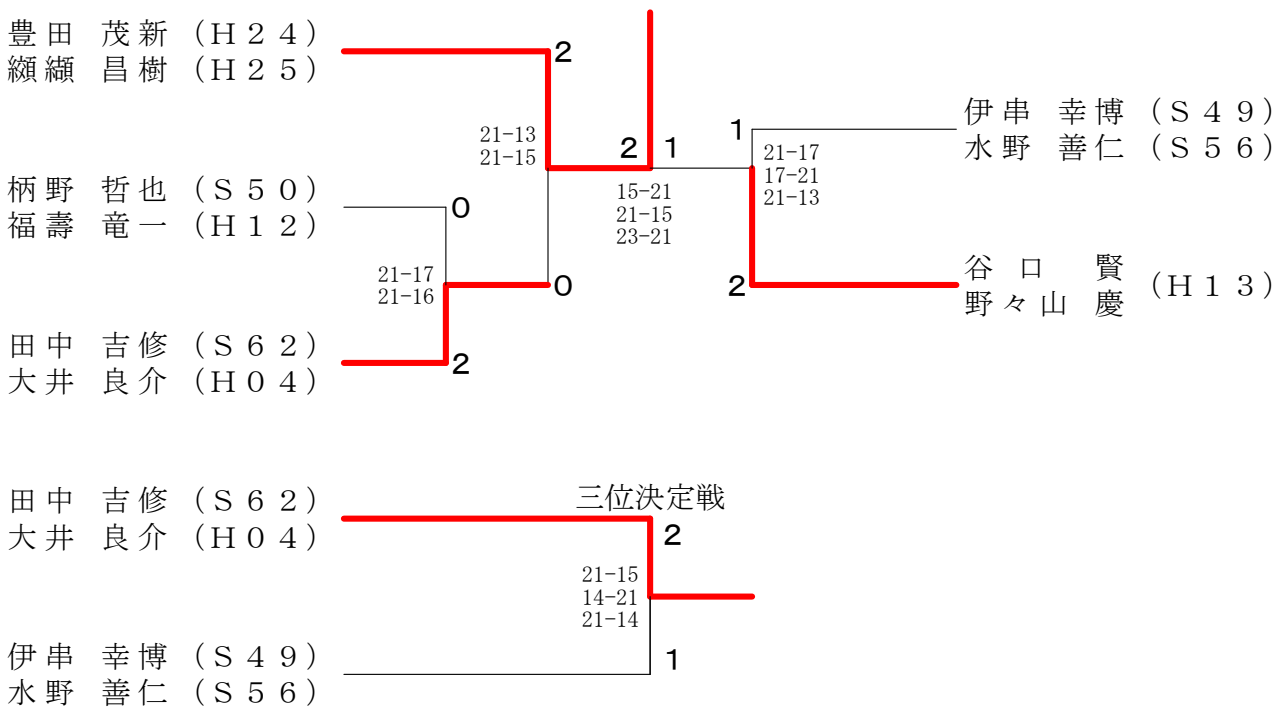 豊田 茂新 (H24)
纐纈 昌樹 (H25)
2
21-13
21-15
2 1
1
伊串 幸博 (S49)
水野 善仁 (S56)
21-17
17-21
21-13
15-21
21-15
23-21
柄野 哲也 (S50)
福壽 竜一 (H12)
0
21-17
21-16
0
2
谷口 賢
野々山 慶
(H13)
田中 吉修 (S62)
大井 良介 (H04)
2
三位決定戦
田中 吉修 (S62)
大井 良介 (H04)
2
21-15
14-21
21-14
伊串 幸博 (S49)
水野 善仁 (S56)
1